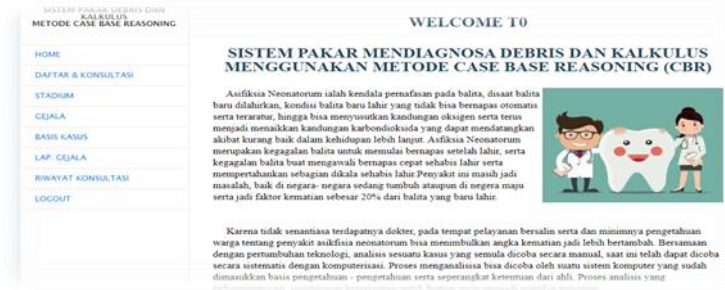 SISTEM PAKAR DEBRIS DAN
KALKULUS
METODE CASE BASE REASONING
HOME
DAFTAR & KONSULTASI
STADIUM
GEJALA
BASIS KASUS
LAP. GEJALA
RIWAYAT KONSULTASI
LOGOUT
WELCOME T0
SISTEM PAKAR MENDIAGNOSA DEBRIS DAN KALKULUS
MENGGUNAKAN METODE CASE BASE REASONING (CBR)
Asifiksia Neonatorum ialah kendala pernafasan pada balita, disaat balita
baru dilahirkan, kondisi balita baru lahir yang tidak bisa bernapas otomatis
serta teraratur, hingga bisa menyusutkan kandungan oksigen serta terus
menjadi menaikkan kandungan karbondioksida yang dapat mendatangkan
akibat kurang baik dalam kehidupan lebih lanjut. Asfiksia Neonatorum
merupakan kegagalan balita untuk memulai bernapas setelah lahir, serta
kegagalan balita buat mengawali bernapas cepat sehabis lahir serta
mempertahankan sebagian dikala sehabis lahir.Penyakit ini masih jadi
masalah, baik di negara- negara sedang tumbuh ataupun di negera maju
serta jadi faktor kematian sebesar 20% dari balita yang baru lahir.
Karena tidak senantiasa terdapatnya dokter, pada tempat pelayanan bersalin serta dan minimnya pengetahuan
warga tentang penyakit asikfisia neonatorum bisa menimbulkan angka kematian jadi lebih bertambah. Bersamaan
dengan pertumbuhan teknologi, analisis sesuatu kasus yang semula dicoba secara manual, saat ini telah dapat dicoba
secara sistematis dengan komputerisasi. Proses menganalisisa bisa dicoba oleh suatu sistem komputer yang sudah
dimasukkan basis pengetahuan - pengetahuan serta seperangkat ketentuan dari ahli. Proses analisis yang